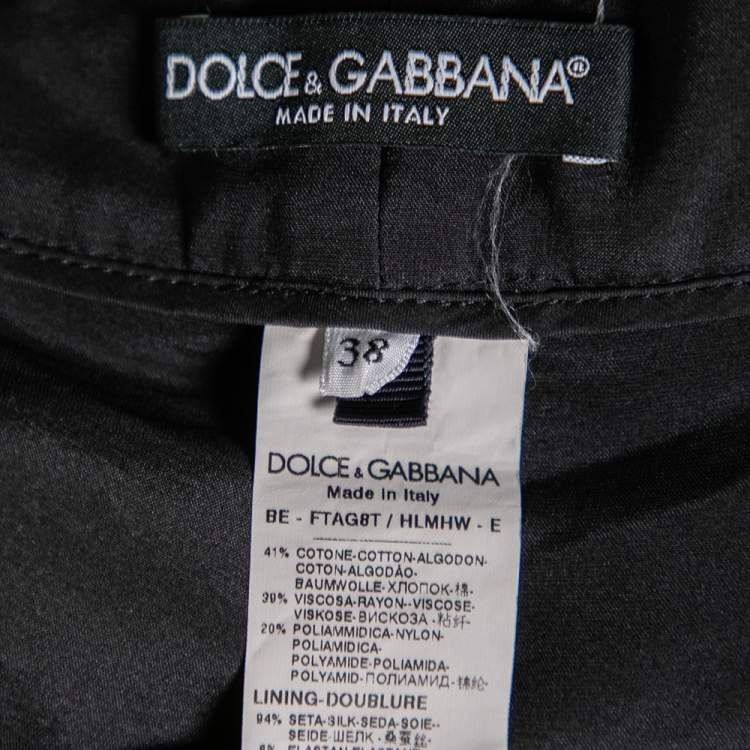 DOLCE & GABBANA®
MADE IN ITALY
38
DOLCE & GABBANA
Made in Italy
BE - FTAG8T / HLMHW - E
41% COTONE-COTTON-ALGODON-
COTON-ALGODÃO-
BAUMWOLLE-ХЛОПОК-棉-
39% VISCOSA-RAYON--VISCOSE-
VISKOSE-ВИСКОЗА -粘纤-
20% POLIAMMIDICA-NYLON-
POLIAMIDICA-
POLYAMIDE-POLIAMIDA-
POLYAMID-ПОЛИАМИД-锦纶-
LINING-DOUBLURE
94% SETA-SILK-SEDA-SOIE--
SEIDE-ШЕЛК -桑蚕丝-
6% ELASTAN